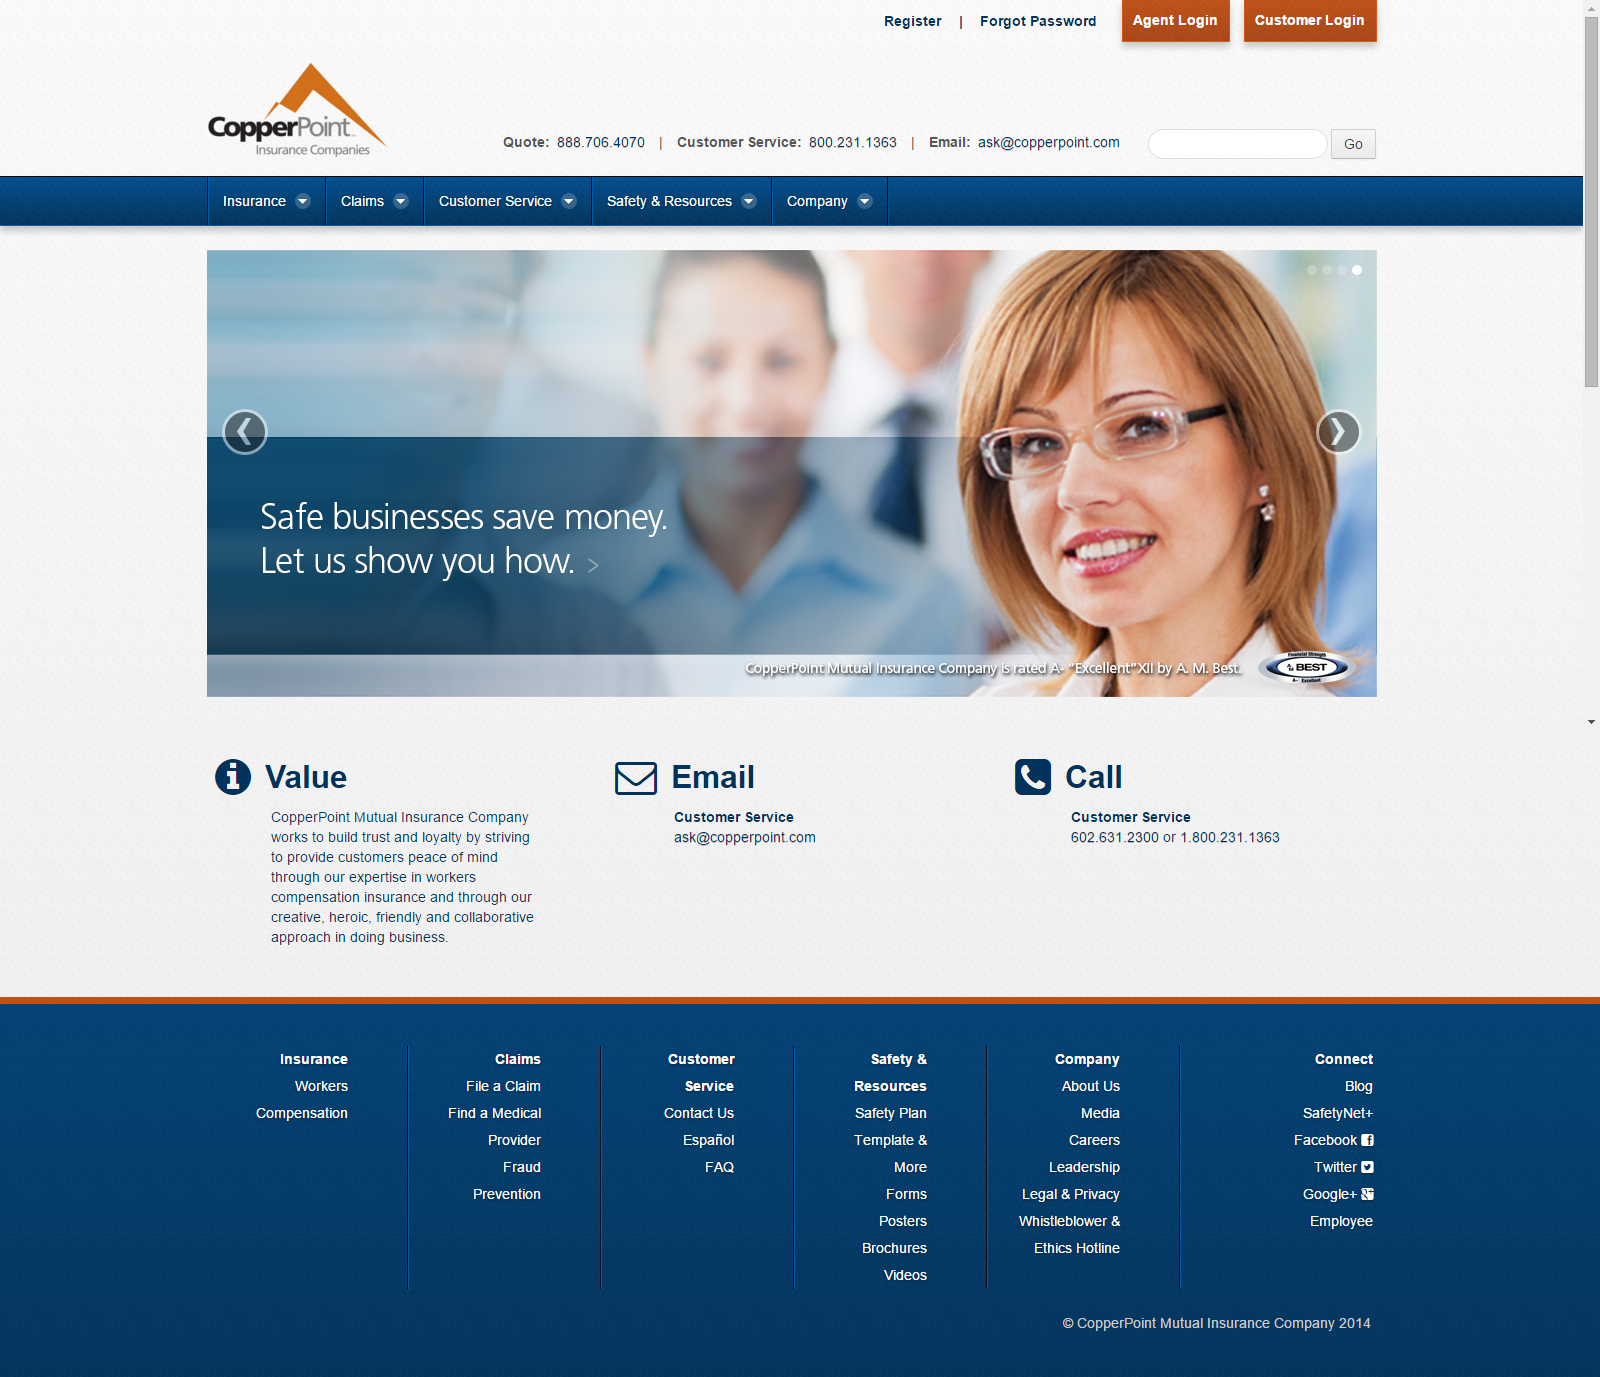 Register | Forgot Password Agent Login Customer Login
CopperPoint
Insurance Companies
Quote: 888.706.4070 | Customer Service: 800.231.1363 | Email: ask@copperpoint.com Go
Insurance Claims Customer Service Safety & Resources Company
Safe businesses save money.
Let us show you how. >
CopperPoint Mutual Insurance Company is rated A- "Excellent" XII by A. M. Best.
Financial Strength
BEST
A- Excellent
Value
CopperPoint Mutual Insurance Company
works to build trust and loyalty by striving
to provide customers peace of mind
through our expertise in workers
compensation insurance and through our
creative, heroic, friendly and collaborative
approach in doing business.
Email
Customer Service
ask@copperpoint.com
Call
Customer Service
602.631.2300 or 1.800.231.1363
Insurance
Workers
Compensation
Claims
File a Claim
Find a Medical
Provider
Fraud
Prevention
Customer
Service
Contact Us
Español
FAQ
Safety &
Resources
Safety Plan
Template &
More
Forms
Posters
Brochures
Videos
Company
About Us
Media
Careers
Leadership
Legal & Privacy
Whistleblower &
Ethics Hotline
Connect
Blog
SafetyNet+
Facebook
Twitter
Google+
Employee
© CopperPoint Mutual Insurance Company 2014